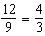 12/9 = 4/3